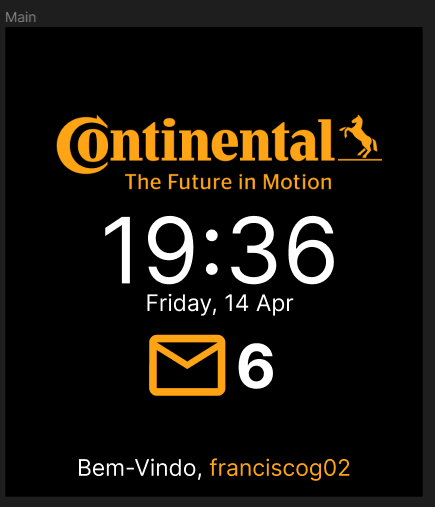 Main
Continental
The Future in Motion
19:36
Friday, 14 Apr
6
Bem-Vindo, franciscog02